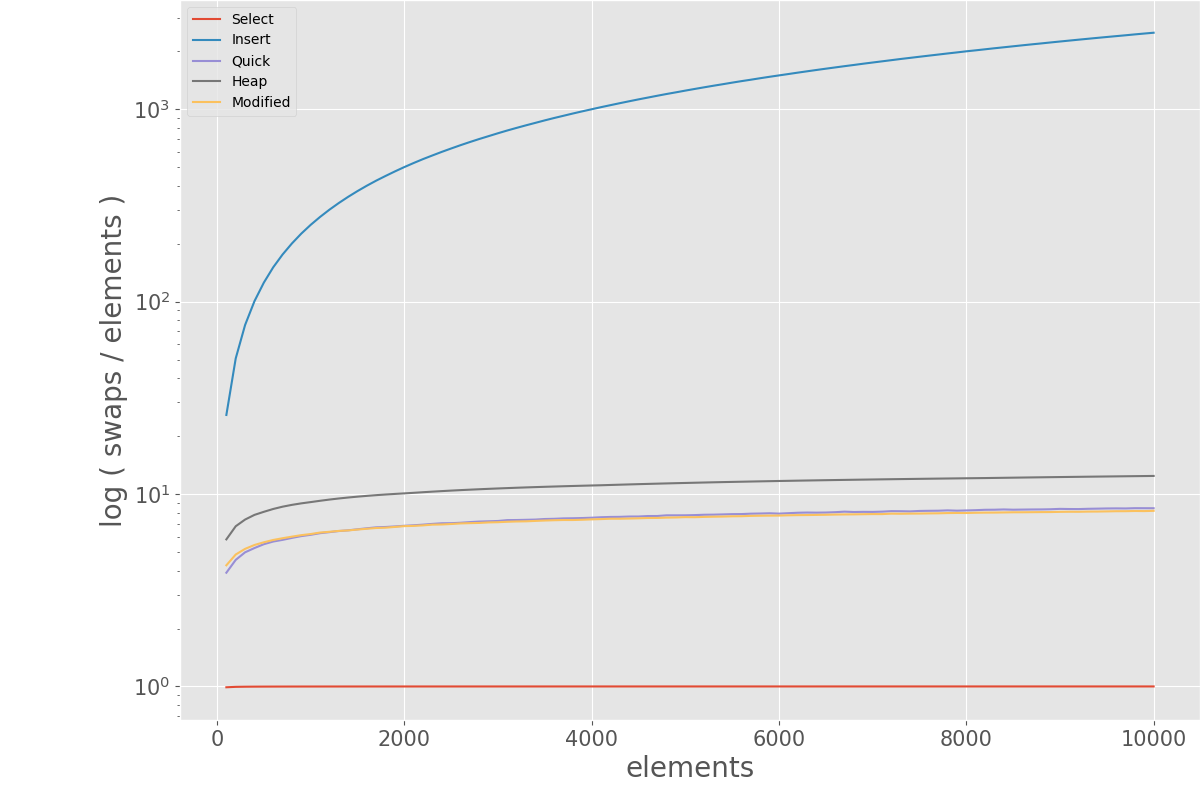 Select
Insert
Quick
Heap
Modified
log ( swaps / elements )
10³
10²
10¹
10⁰
0 2000 4000 6000 8000 10000
elements